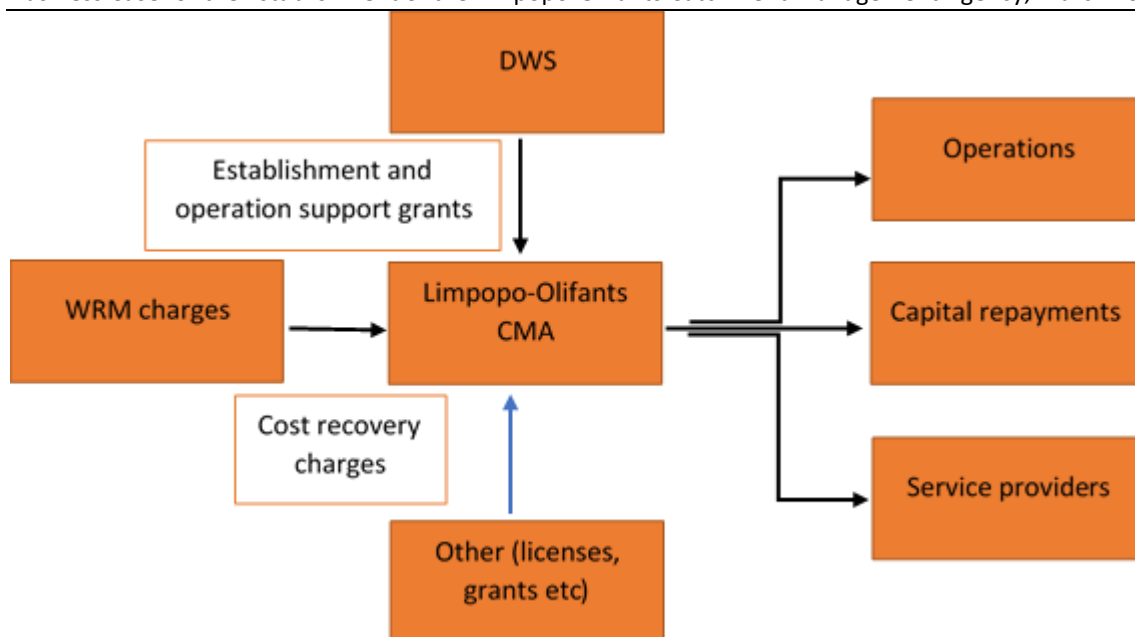 DWS
Operations
Establishment and
operation support grants
WRM charges
Limpopo-Olifants
CMA
Capital repayments
Cost recovery
charges
Service providers
Other (licenses,
grants etc)